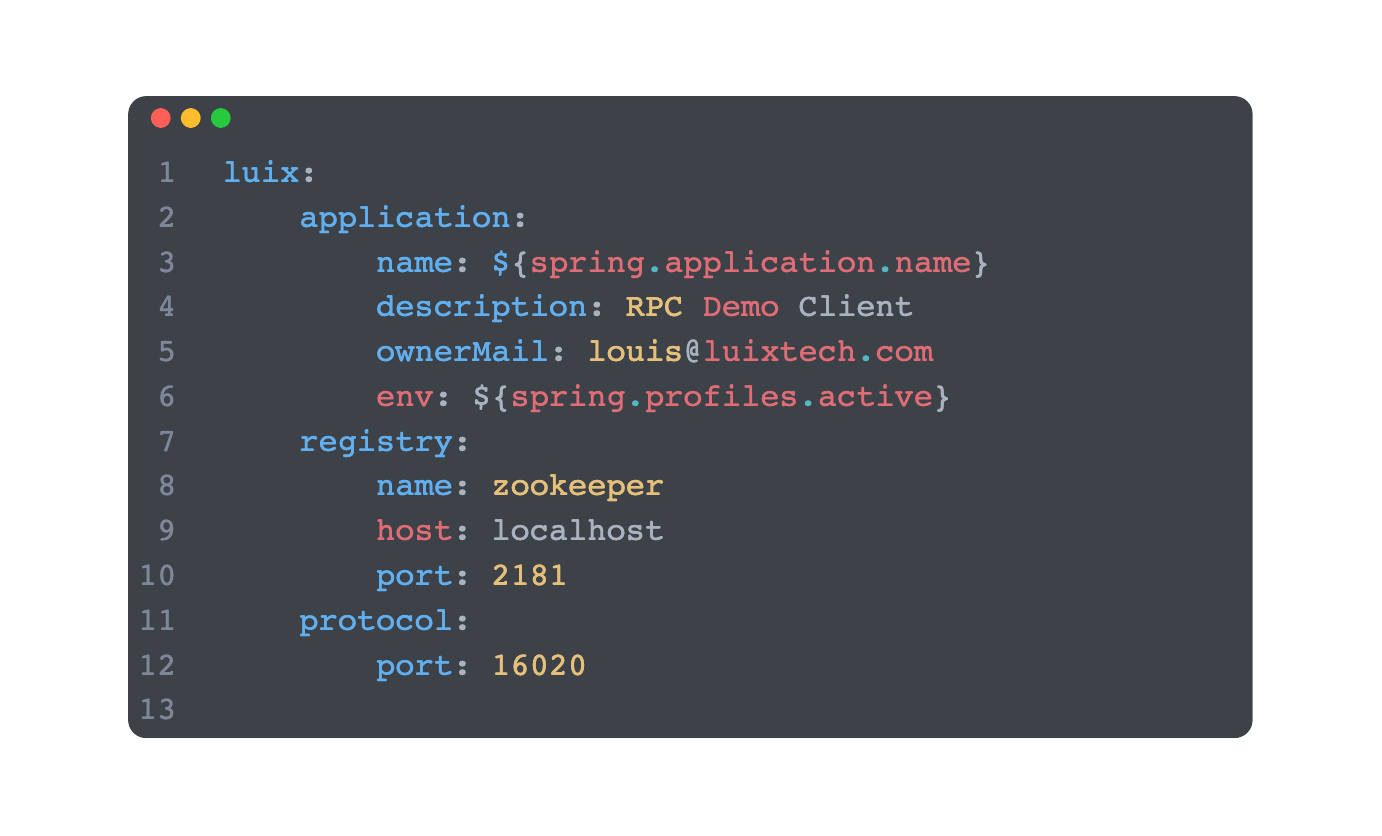 1 luix:
2 application:
3 name: ${spring.application.name}
4 description: RPC Demo Client
5 ownerMail: louis@luixtech.com
6 env: ${spring.profiles.active}
7 registry:
8 name: zookeeper
9 host: localhost
10 port: 2181
11 protocol:
12 port: 16020
13